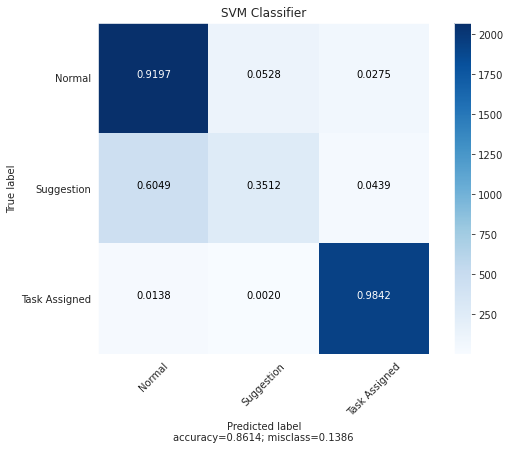 SVM Classifier
Normal
0.9197
0.0528
0.0275
Suggestion
0.6049
0.3512
0.0439
Task Assigned
0.0138
0.0020
0.9842
True label
Normal
Suggestion
Task Assigned
Predicted label
accuracy=0.8614; misclass=0.1386
2000
1750
1500
1250
1000
750
500
250